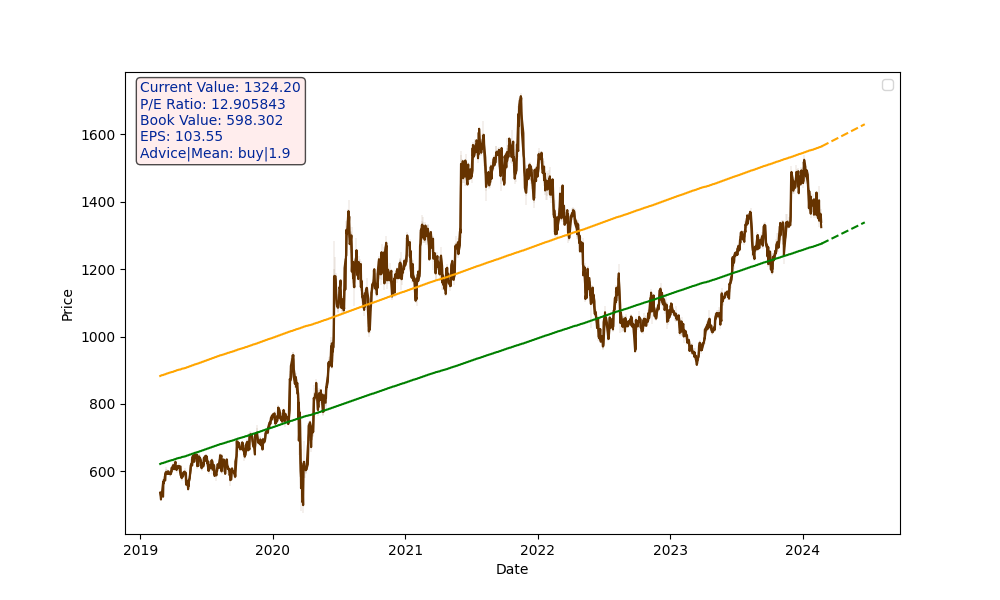 Current Value: 1324.20
P/E Ratio: 12.905843
Book Value: 598.302
EPS: 103.55
Advice|Mean: buy|1.9
1600
1400
1200
1000
800
600
Price
2019 2020 2021 2022 2023 2024
Date